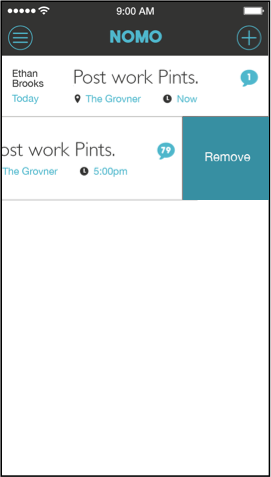 9:00 AM
NOMO
Ethan Brooks
Post work Pints.
1
Today
The Grovner
Now
ost work Pints.
79
The Grovner
5:00pm
Remove